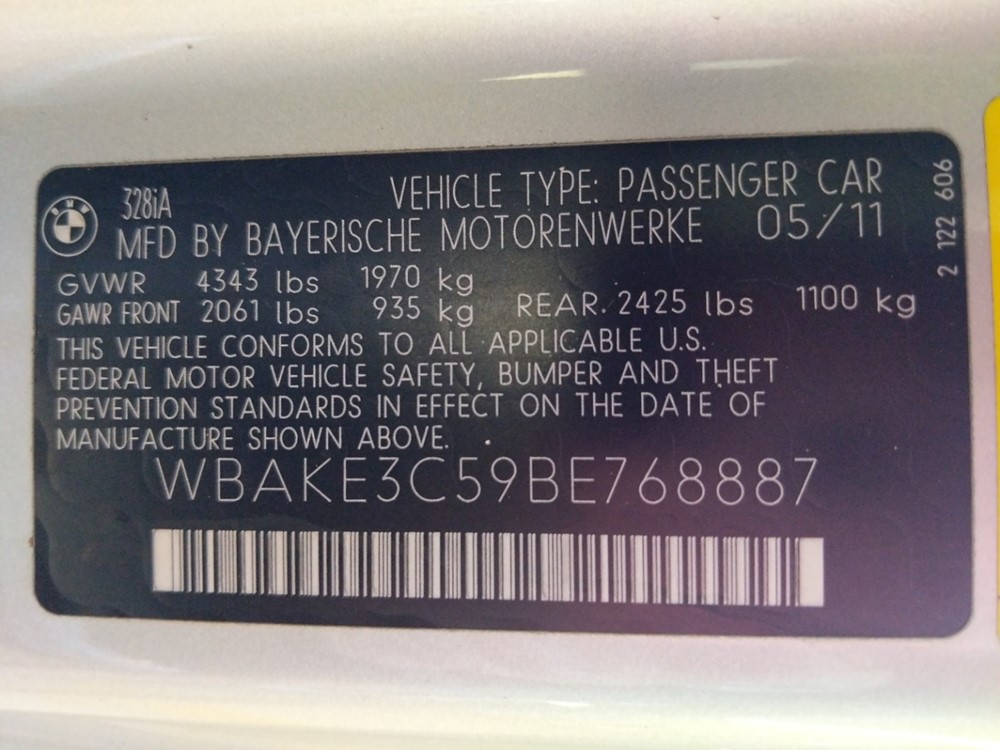 BMW
328iA
VEHICLE TYPE: PASSENGER CAR
MFD BY BAYERISCHE MOTORENWERKE 05/11
GVWR 4343 lbs 1970 kg
GAWR FRONT 2061 lbs 935 kg REAR. 2425 lbs 1100 kg
THIS VEHICLE CONFORMS TO ALL APPLICABLE U.S.
FEDERAL MOTOR VEHICLE SAFETY, BUMPER AND THEFT
PREVENTION STANDARDS IN EFFECT ON THE DATE OF
MANUFACTURE SHOWN ABOVE.
WBAKE3C59BE768887
2 122 606